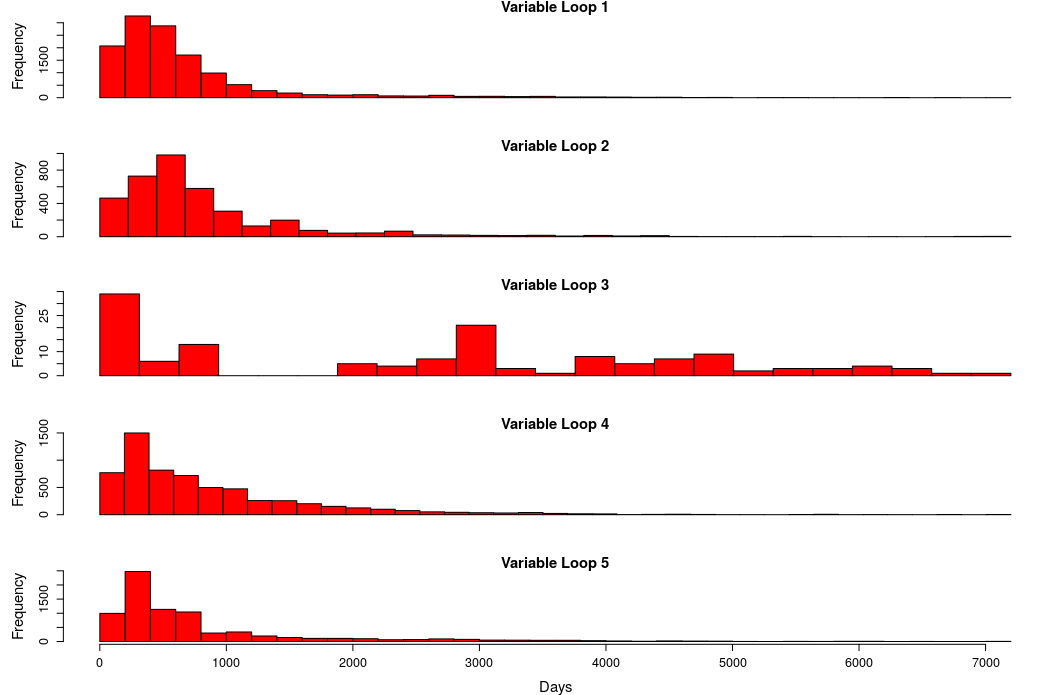 Variable Loop 1
Frequency
0 1500
Variable Loop 2
Frequency
0 400 800
Variable Loop 3
Frequency
0 10 25
Variable Loop 4
Frequency
0 500 1500
Variable Loop 5
Frequency
0 1500
0 1000 2000 3000 4000 5000 6000 7000
Days